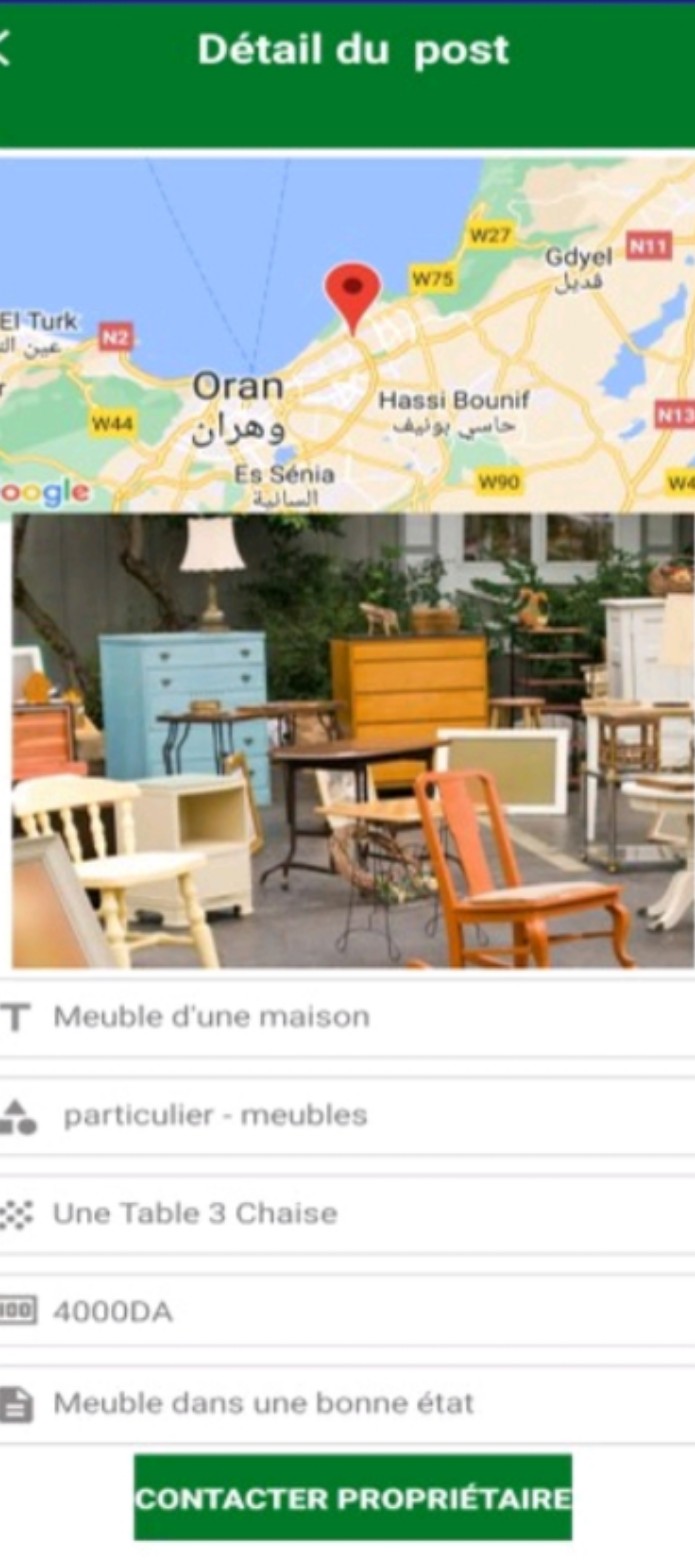 Détail du post
W27
Gdyel
N11
قديل
W75
El Turk
N2
عين
Oran
وهران
W44
Hassi Bounif
حاسي بونيف
N13
Es Sénia
السانية
W90
W4
oogle
Meuble d'une maison
particulier - meubles
Une Table 3 Chaise
100 4000DA
Meuble dans une bonne état
CONTACTER PROPRIÉTAIRE